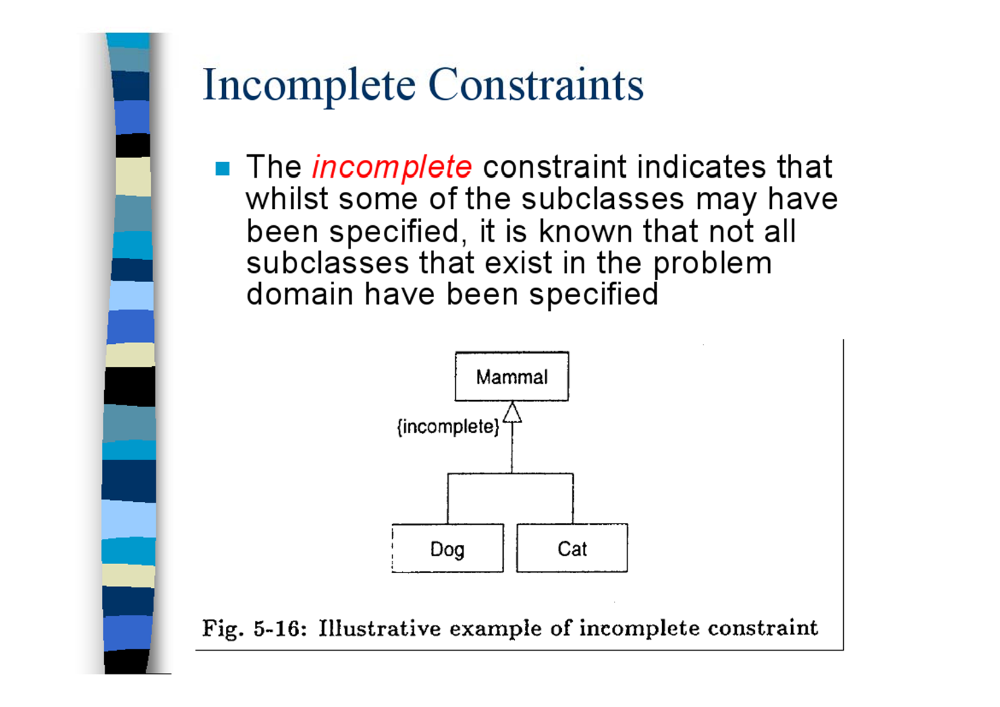 Incomplete Constraints
The incomplete constraint indicates that
whilst some of the subclasses may have
been specified, it is known that not all
subclasses that exist in the problem
domain have been specified
Mammal
{incomplete}
Dog
Cat
Fig. 5-16: Illustrative example of incomplete constraint